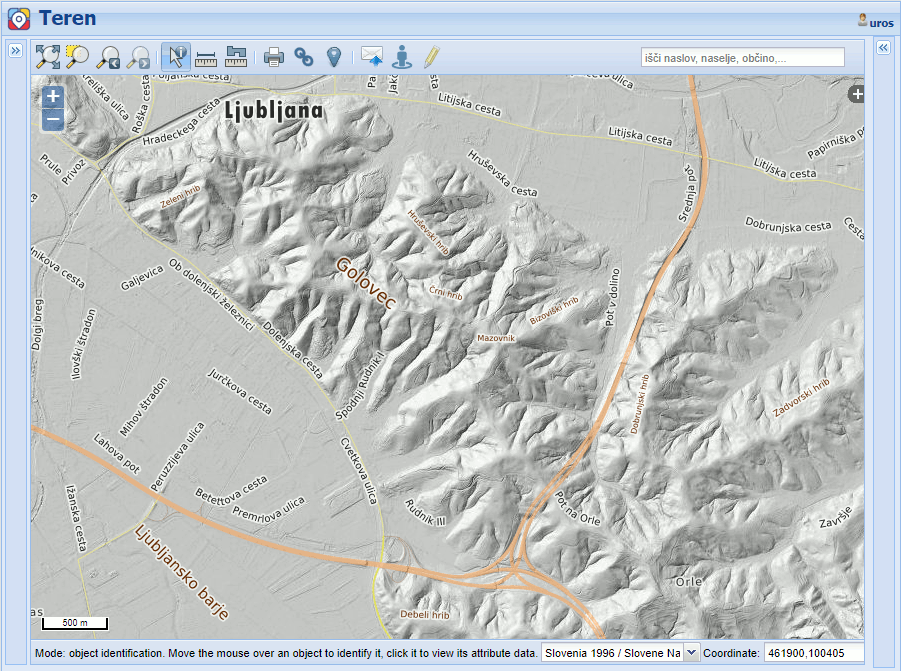 Teren
uros
išči naslov, naselje, občino,...
Poljanska cesta
Roška cesta
Hradeckega cesta
Ljubljana
Litijska cesta
Litijska cesta
Litijska cesta
Papirniška p
Prule
Privoz
Zeleni hrib
Hruševska cesta
Hruševski hrib
Srednja pot
Dobrunjska cesta
Cesta
Galjevica
Ob dolenjski železnici
Golovec
Črni hrib
Bizoviški hrib
Pot v dolino
Mazovnik
Dolgi breg
Ilovški štradon
Dolenjska cesta
Spodnji Rudnik I
Jurčkova cesta
Mihov štradon
Dobrunjski hrib
Zadvorski hrib
Lahova pot
Peruzzijeva ulica
Cvetkova ulica
Betettova cesta
Premrlova ulica
Ižanska cesta
Rudnik III
Pot na Orle
Završje
Ljubljansko barje
Orle
Debeli hrib
500 m
Mode: object identification. Move the mouse over an object to identify it, click it to view its attribute data.
Slovenia 1996 / Slovene Na
Coordinate:
461900,100405